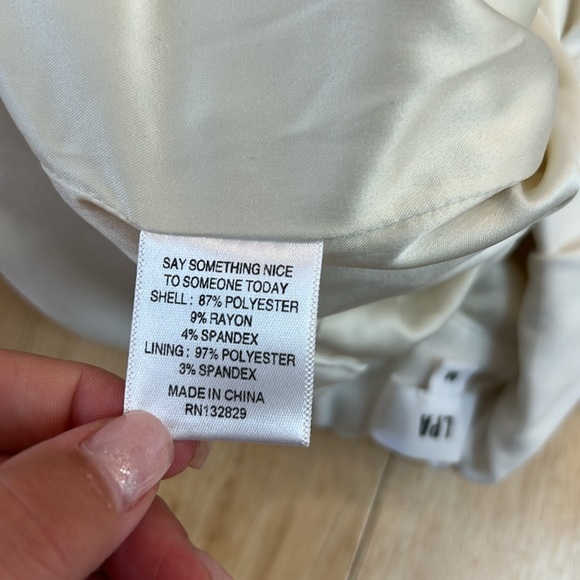 SAY SOMETHING NICE
TO SOMEONE TODAY
SHELL : 87% POLYESTER
9% RAYON
4% SPANDEX
LINING : 97% POLYESTER
3% SPANDEX
MADE IN CHINA
RN132829
M
LPA